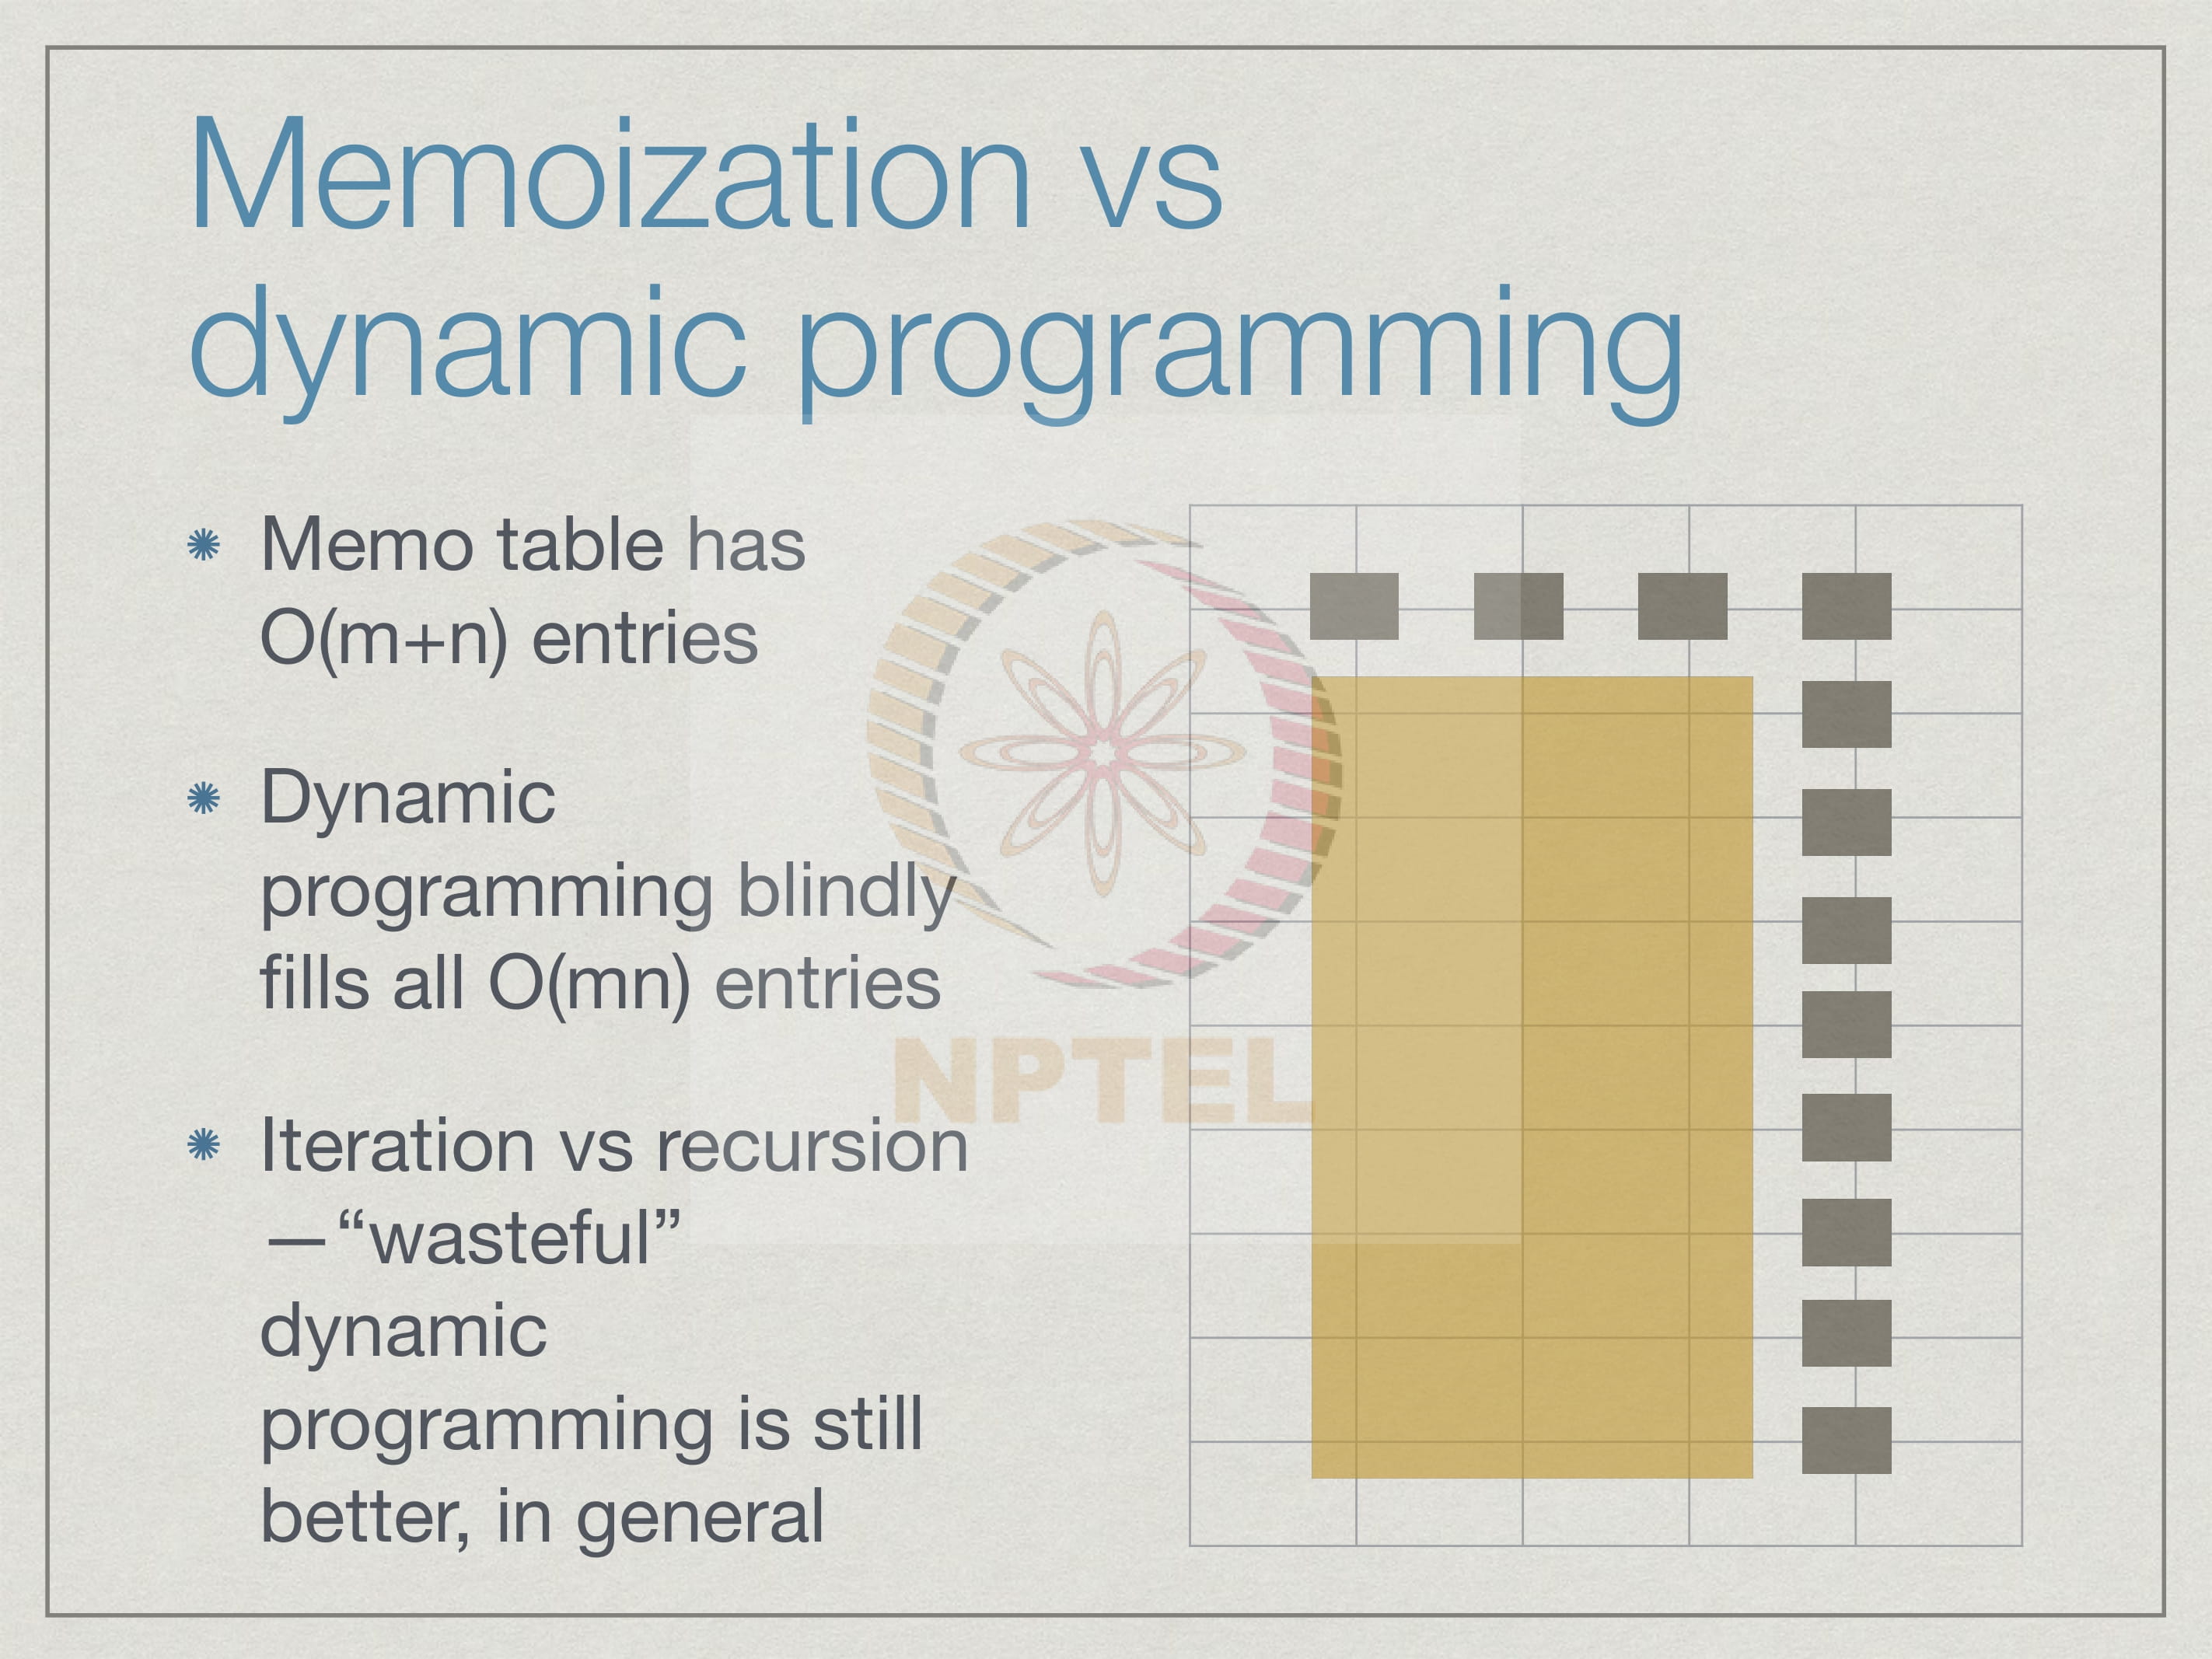 Memoization vs
dynamic programming
Memo table has
O(m+n) entries
Dynamic
programming blindly
fills all O(mn) entries
Iteration vs recursion
—“wasteful”
dynamic
programming is still
better, in general
NPTEL